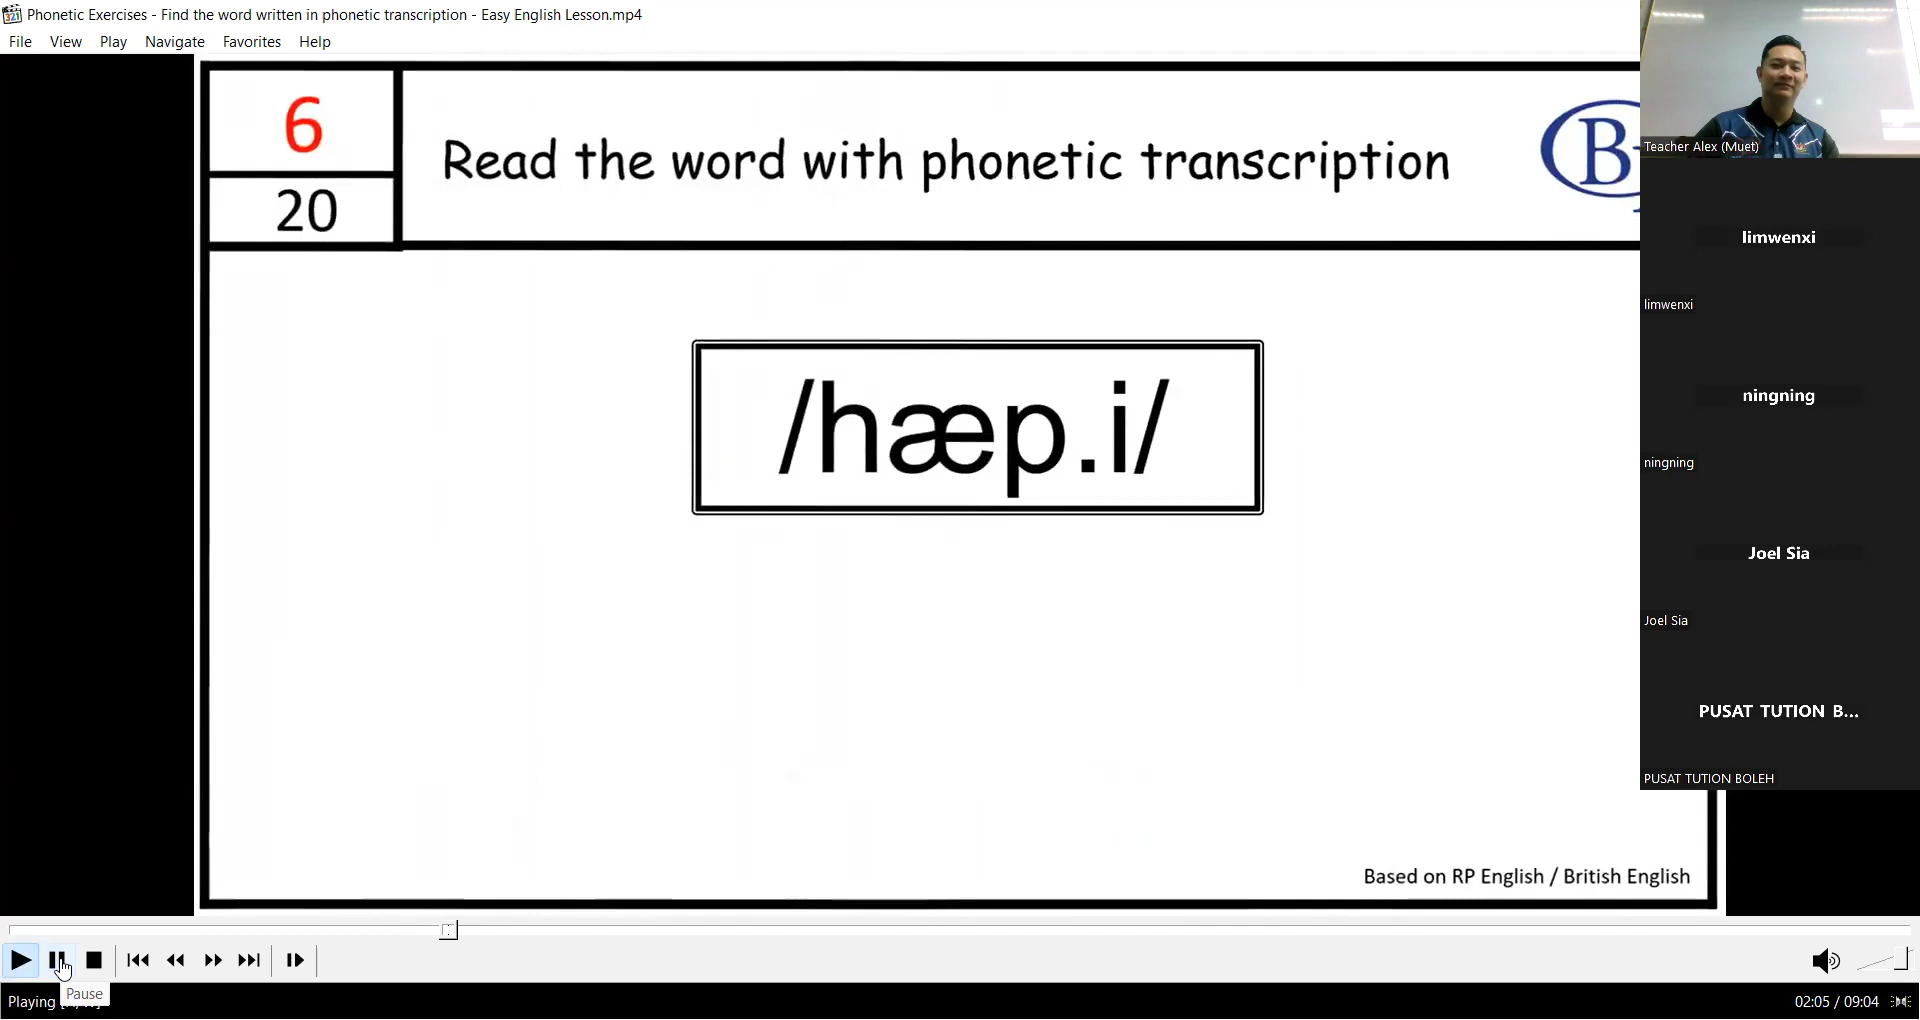 Phonetic Exercises - Find the word written in phonetic transcription - Easy English Lesson.mp4
File View Play Navigate Favorites Help
6
20
Read the word with phonetic transcription
B
/hæp.i/
Based on RP English / British English
Teacher Alex (Muet)
limwenxi
limwenxi
ningning
ningning
Joel Sia
Joel Sia
PUSAT TUTION B...
PUSAT TUTION BOLEH
Pause
Playing
02:05 / 09:04